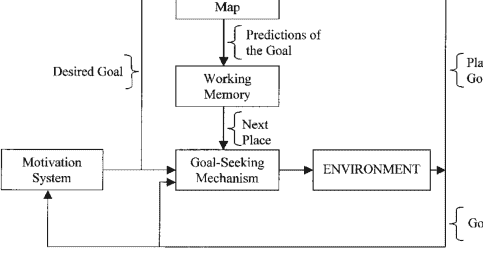 Map
Predictions of
the Goal
Desired Goal
Working
Memory
Next
Place
Motivation
System
Goal-Seeking
Mechanism
ENVIRONMENT